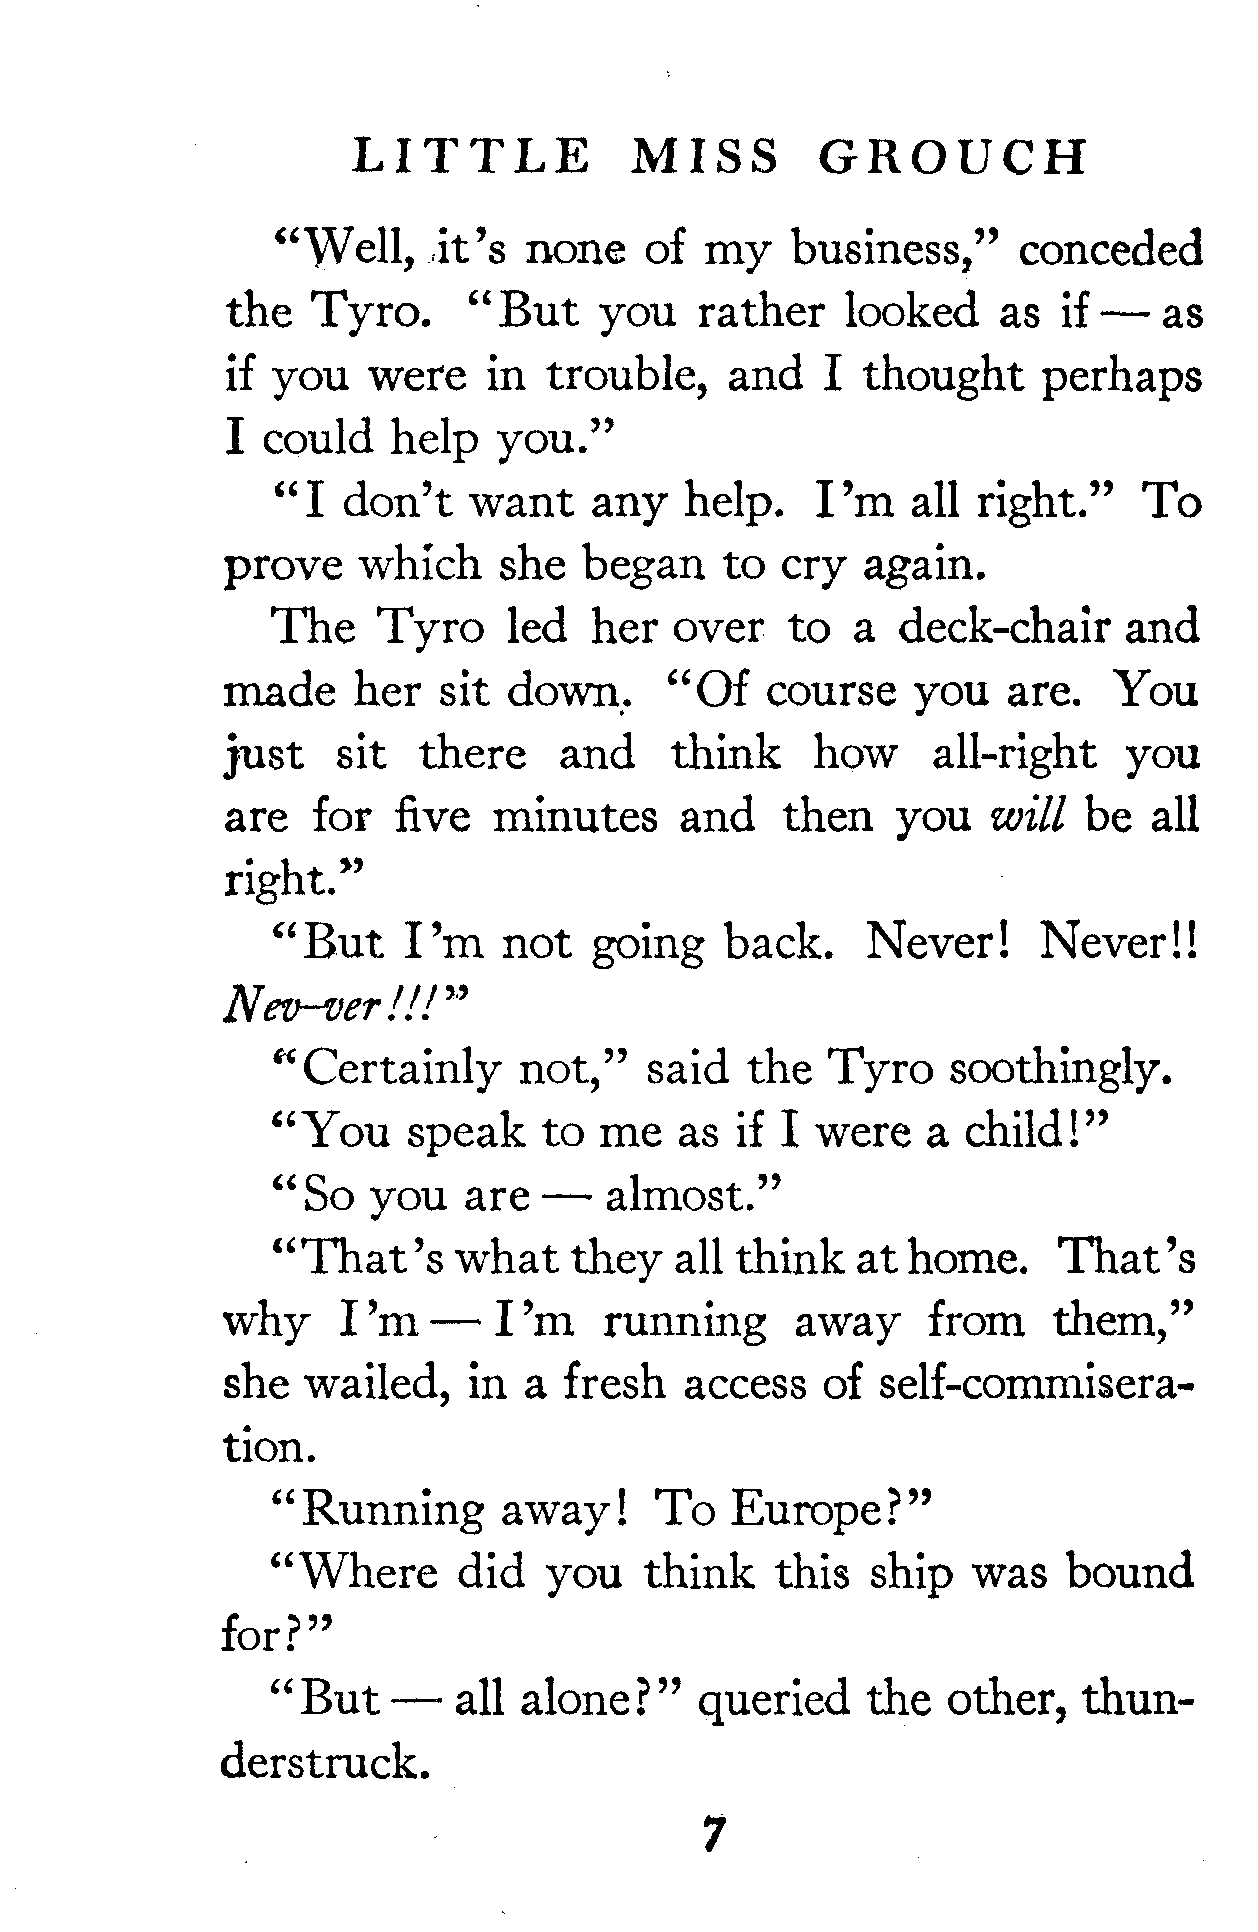 LITTLE MISS GROUCH
“Well, it’s none of my business,” conceded
the Tyro. “But you rather looked as if — as
if you were in trouble, and I thought perhaps
I could help you.”
“I don’t want any help. I’m all right.” To
prove which she began to cry again.
The Tyro led her over to a deck-chair and
made her sit down. “Of course you are. You
just sit there and think how all-right you
are for five minutes and then you will be all
right.”
“But I’m not going back. Never! Never!!
Nev-ver!!!”
“Certainly not,” said the Tyro soothingly.
“You speak to me as if I were a child!”
“So you are — almost.”
“That’s what they all think at home. That’s
why I’m — I’m running away from them,”
she wailed, in a fresh access of self-commisera-
tion.
“Running away! To Europe?”
“Where did you think this ship was bound
for?”
“But — all alone?” queried the other, thun-
derstruck.
7